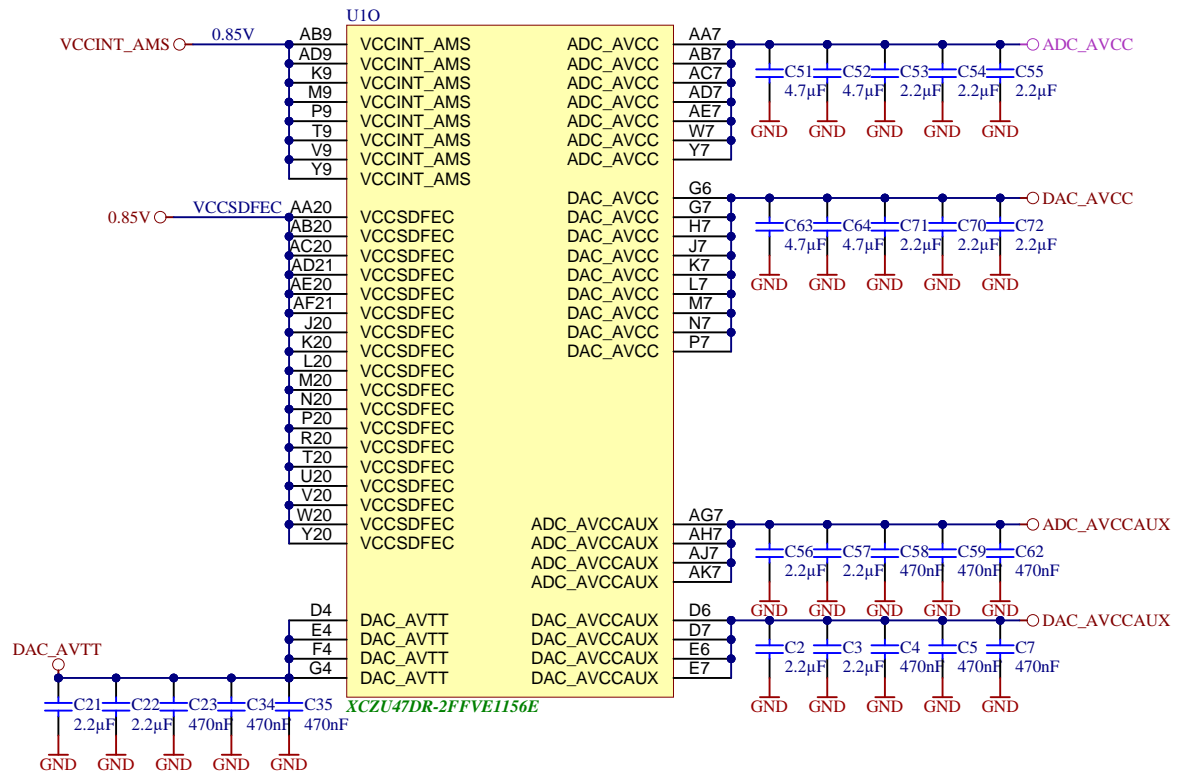 U1O
VCCINT_AMS 0.85V AB9 VCCINT_AMS ADC_AVCC AA7 ADC_AVCC
AD9 VCCINT_AMS ADC_AVCC AB7
K9 VCCINT_AMS ADC_AVCC AC7 C51 C52 C53 C54 C55
M9 VCCINT_AMS ADC_AVCC AD7 4.7µF 4.7µF 2.2µF 2.2µF 2.2µF
P9 VCCINT_AMS ADC_AVCC AE7
T9 VCCINT_AMS ADC_AVCC W7 GND GND GND GND GND
V9 VCCINT_AMS ADC_AVCC Y7
Y9 VCCINT_AMS
DAC_AVCC G6 DAC_AVCC
0.85V VCCSDFEC AA20 VCCSDFEC DAC_AVCC G7
AB20 VCCSDFEC DAC_AVCC H7 C63 C64 C71 C70 C72
AC20 VCCSDFEC DAC_AVCC J7 4.7µF 4.7µF 2.2µF 2.2µF 2.2µF
AD21 VCCSDFEC DAC_AVCC K7
AE20 VCCSDFEC DAC_AVCC L7 GND GND GND GND GND
AF21 VCCSDFEC DAC_AVCC M7
J20 VCCSDFEC DAC_AVCC N7
K20 VCCSDFEC DAC_AVCC P7
L20 VCCSDFEC
M20 VCCSDFEC
N20 VCCSDFEC
P20 VCCSDFEC
R20 VCCSDFEC
T20 VCCSDFEC
U20 VCCSDFEC
V20 VCCSDFEC
W20 VCCSDFEC ADC_AVCCAUX AG7 ADC_AVCCAUX
Y20 VCCSDFEC ADC_AVCCAUX AH7 C56 C57 C58 C59 C62
ADC_AVCCAUX AJ7 2.2µF 2.2µF 470nF 470nF 470nF
ADC_AVCCAUX AK7
GND GND GND GND GND
D4 DAC_AVTT DAC_AVCCAUX D6 DAC_AVCCAUX
E4 DAC_AVTT DAC_AVCCAUX D7
DAC_AVTT F4 DAC_AVTT DAC_AVCCAUX E6 C2 C3 C4 C5 C7
G4 DAC_AVTT DAC_AVCCAUX E7 2.2µF 2.2µF 470nF 470nF 470nF
C21 C22 C23 C34 C35 XCZU47DR-2FFVE1156E GND GND GND GND GND
2.2µF 2.2µF 470nF 470nF 470nF
GND GND GND GND GND